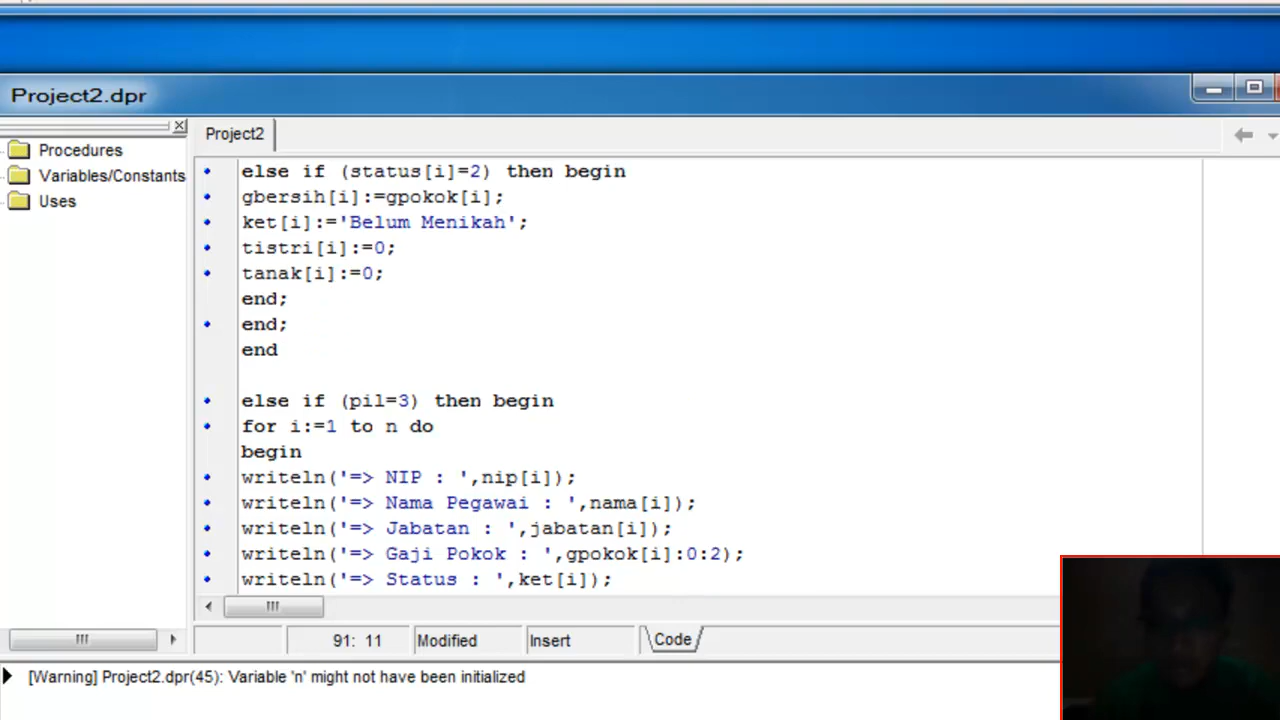 Project2.dpr
Procedures
Variables/Constants
Uses
Project2
else if (status[i]=2) then begin
gbersih[i]:=gpokok[i];
ket[i]:='Belum Menikah';
tistri[i]:=0;
tanak[i]:=0;
end;
end;
end
else if (pil=3) then begin
for i:=1 to n do
begin
writeln('=> NIP : ',nip[i]);
writeln('=> Nama Pegawai : ',nama[i]);
writeln('=> Jabatan : ',jabatan[i]);
writeln('=> Gaji Pokok : ',gpokok[i]:0:2);
writeln('=> Status : ',ket[i]);
91: 11 Modified Insert Code
[Warning] Project2.dpr(45): Variable 'n' might not have been initialized